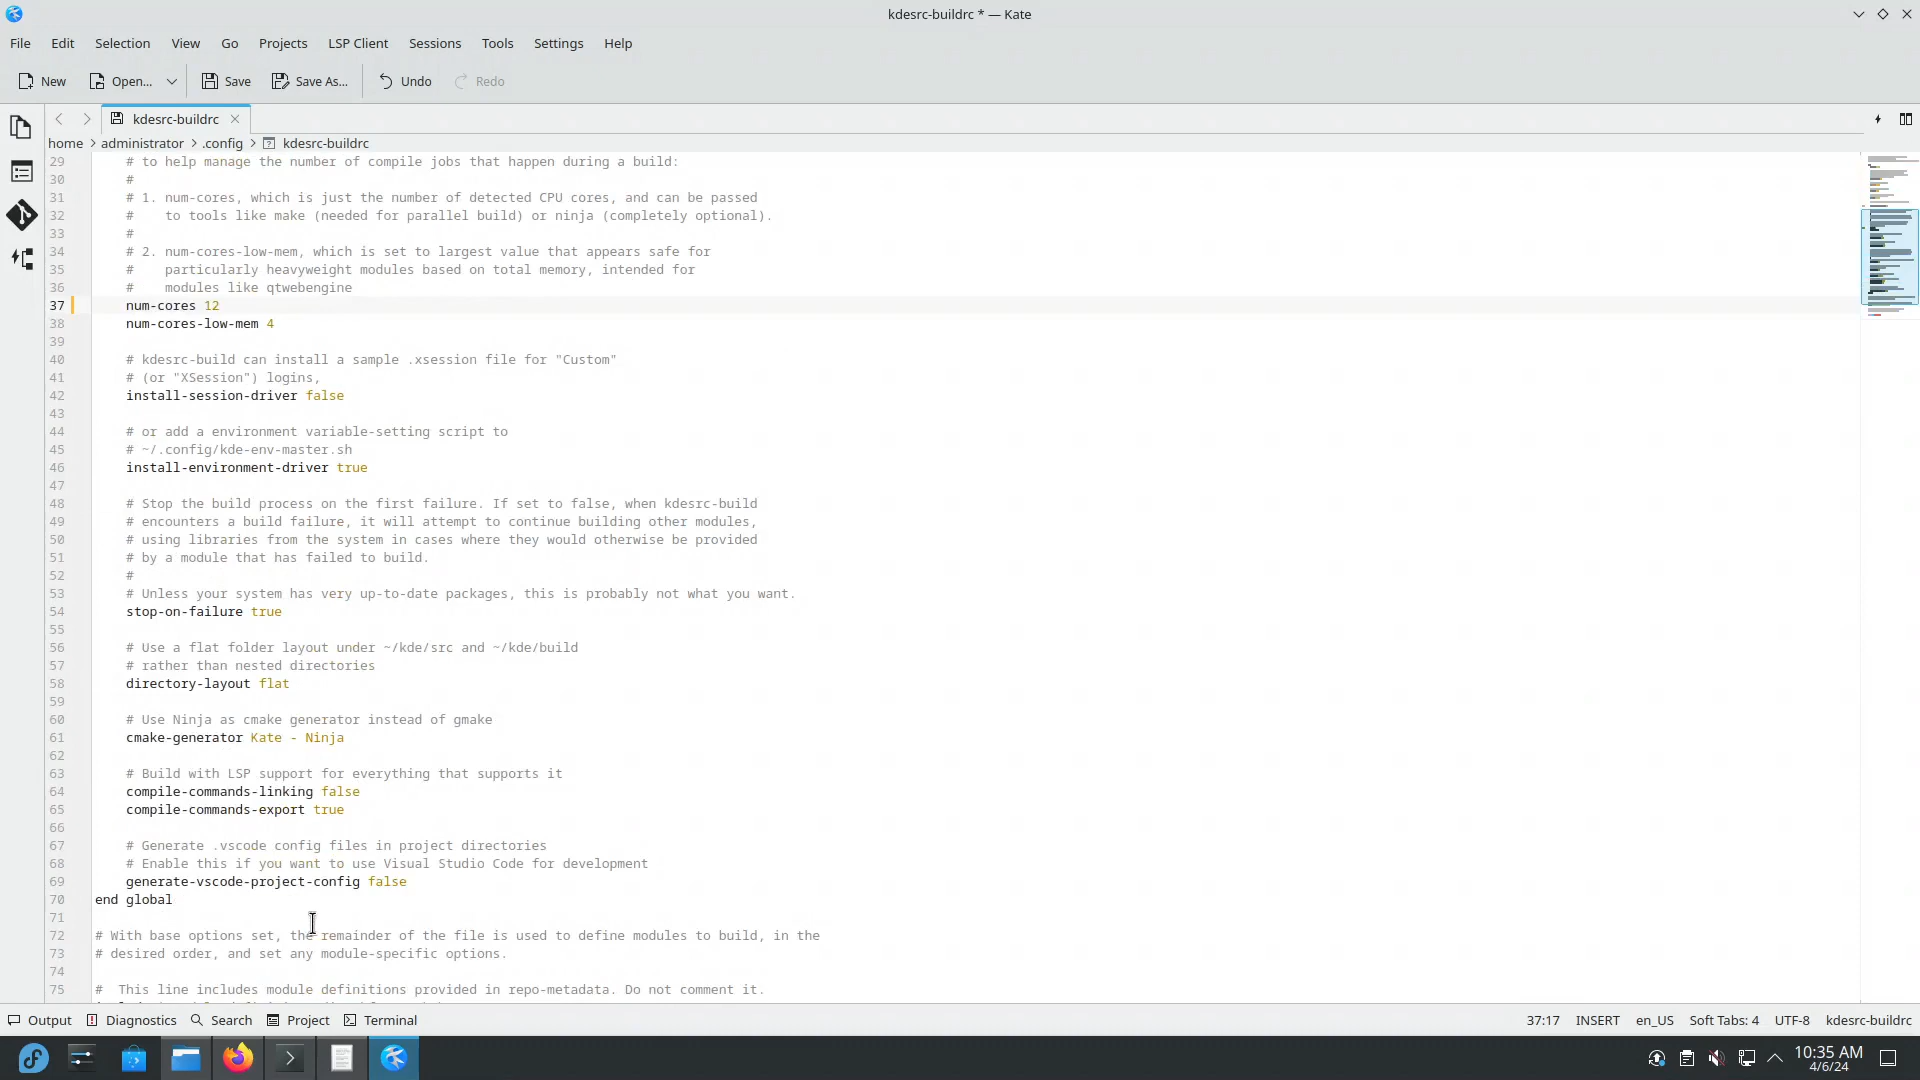 kdesrc-buildrc * — Kate
File Edit Selection View Go Projects LSP Client Sessions Tools Settings Help
New Open... Save Save As... Undo Redo
kdesrc-buildrc
home > administrator > .config > kdesrc-buildrc
29 # to help manage the number of compile jobs that happen during a build:
30 #
31 # 1. num-cores, which is just the number of detected CPU cores, and can be passed
32 #    to tools like make (needed for parallel build) or ninja (completely optional).
33 #
34 # 2. num-cores-low-mem, which is set to largest value that appears safe for
35 #    particularly heavyweight modules based on total memory, intended for
36 #    modules like qtwebengine
37 num-cores 12
38 num-cores-low-mem 4
39
40 # kdesrc-build can install a sample .xsession file for "Custom"
41 # (or "XSession") logins,
42 install-session-driver false
43
44 # or add a environment variable-setting script to
45 # ~/.config/kde-env-master.sh
46 install-environment-driver true
47
48 # Stop the build process on the first failure. If set to false, when kdesrc-build
49 # encounters a build failure, it will attempt to continue building other modules,
50 # using libraries from the system in cases where they would otherwise be provided
51 # by a module that has failed to build.
52 #
53 # Unless your system has very up-to-date packages, this is probably not what you want.
54 stop-on-failure true
55
56 # Use a flat folder layout under ~/kde/src and ~/kde/build
57 # rather than nested directories
58 directory-layout flat
59
60 # Use Ninja as cmake generator instead of gmake
61 cmake-generator Kate - Ninja
62
63 # Build with LSP support for everything that supports it
64 compile-commands-linking false
65 compile-commands-export true
66
67 # Generate .vscode config files in project directories
68 # Enable this if you want to use Visual Studio Code for development
69 generate-vscode-project-config false
70 end global
71
72 # With base options set, the remainder of the file is used to define modules to build, in the
73 # desired order, and set any module-specific options.
74
75 #  This line includes module definitions provided in repo-metadata. Do not comment it.
Output Diagnostics Search Project Terminal 37:17 INSERT en_US Soft Tabs: 4 UTF-8 kdesrc-buildrc
10:35 AM
4/6/24